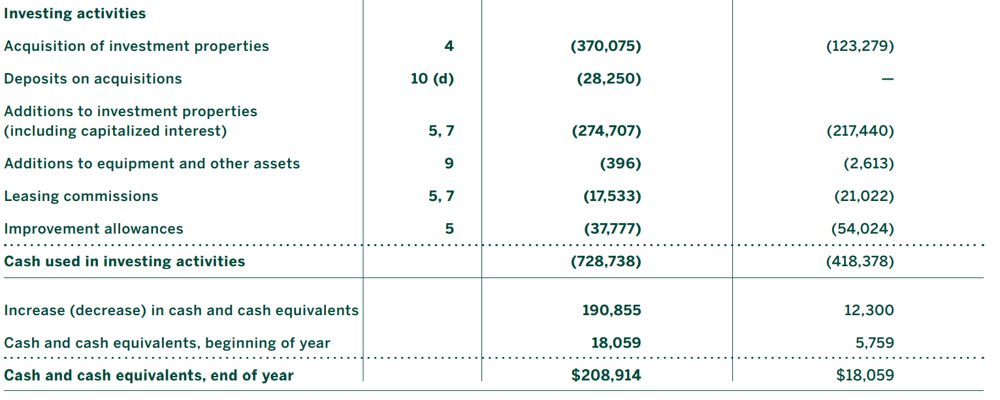 Investing activities
Acquisition of investment properties 4 (370,075) (123,279)
Deposits on acquisitions 10 (d) (28,250) —
Additions to investment properties
(including capitalized interest) 5, 7 (274,707) (217,440)
Additions to equipment and other assets 9 (396) (2,613)
Leasing commissions 5, 7 (17,533) (21,022)
Improvement allowances 5 (37,777) (54,024)
Cash used in investing activities (728,738) (418,378)
Increase (decrease) in cash and cash equivalents 190,855 12,300
Cash and cash equivalents, beginning of year 18,059 5,759
Cash and cash equivalents, end of year $208,914 $18,059